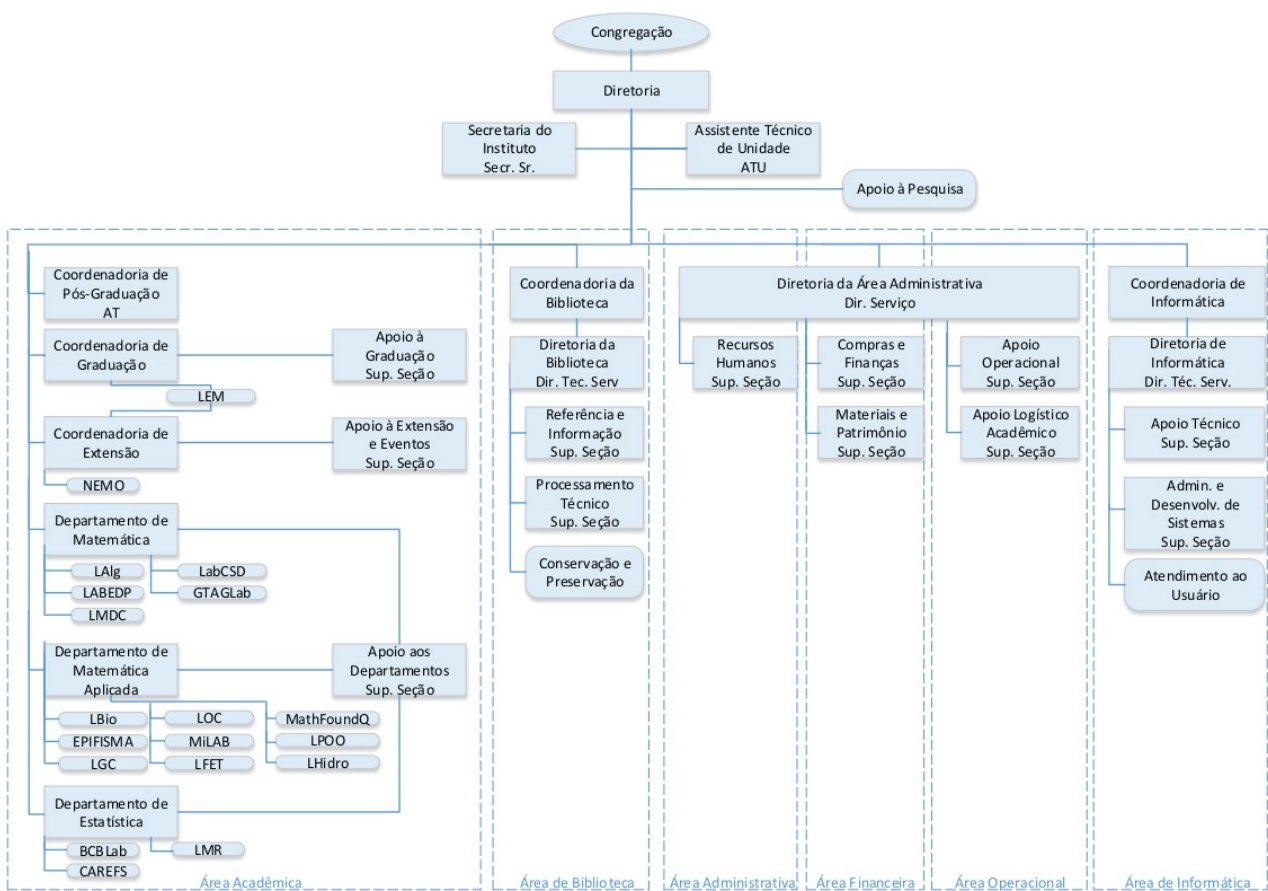 Congregação
Diretoria
Secretaria do
Instituto
Secr. Sr.
Assistente Técnico
de Unidade
ATU
Apoio à Pesquisa
Coordenadoria de
Pós-Graduação
AT
Coordenadoria de
Graduação
Apoio à
Graduação
Sup. Seção
LEM
Coordenadoria de
Extensão
Apoio à Extensão
e Eventos
Sup. Seção
NEMO
Departamento de
Matemática
LAlg
LabCSD
LABEDP
GTAGLab
LMDC
Departamento de
Matemática
Aplicada
Apoio aos
Departamentos
Sup. Seção
LBio
LOC
MathFoundQ
EPIFISMA
MiLAB
LPOO
LGC
LFET
LHidro
Departamento de
Estatística
BCBLab
LMR
CAREFS
Área Acadêmica
Coordenadoria da
Biblioteca
Diretoria da
Biblioteca
Dir. Tec. Serv
Referência e
Informação
Sup. Seção
Processamento
Técnico
Sup. Seção
Conservação e
Preservação
Área de Biblioteca
Diretoria da Área Administrativa
Dir. Serviço
Recursos
Humanos
Sup. Seção
Área Administrativa
Compras e
Finanças
Sup. Seção
Materiais e
Patrimônio
Sup. Seção
Área Financeira
Apoio
Operacional
Sup. Seção
Apoio Logístico
Acadêmico
Sup. Seção
Área Operacional
Coordenadoria de
Informática
Diretoria de
Informática
Dir. Téc. Serv.
Apoio Técnico
Sup. Seção
Admin. e
Desenvolv. de
Sistemas
Sup. Seção
Atendimento ao
Usuário
Área de Informática